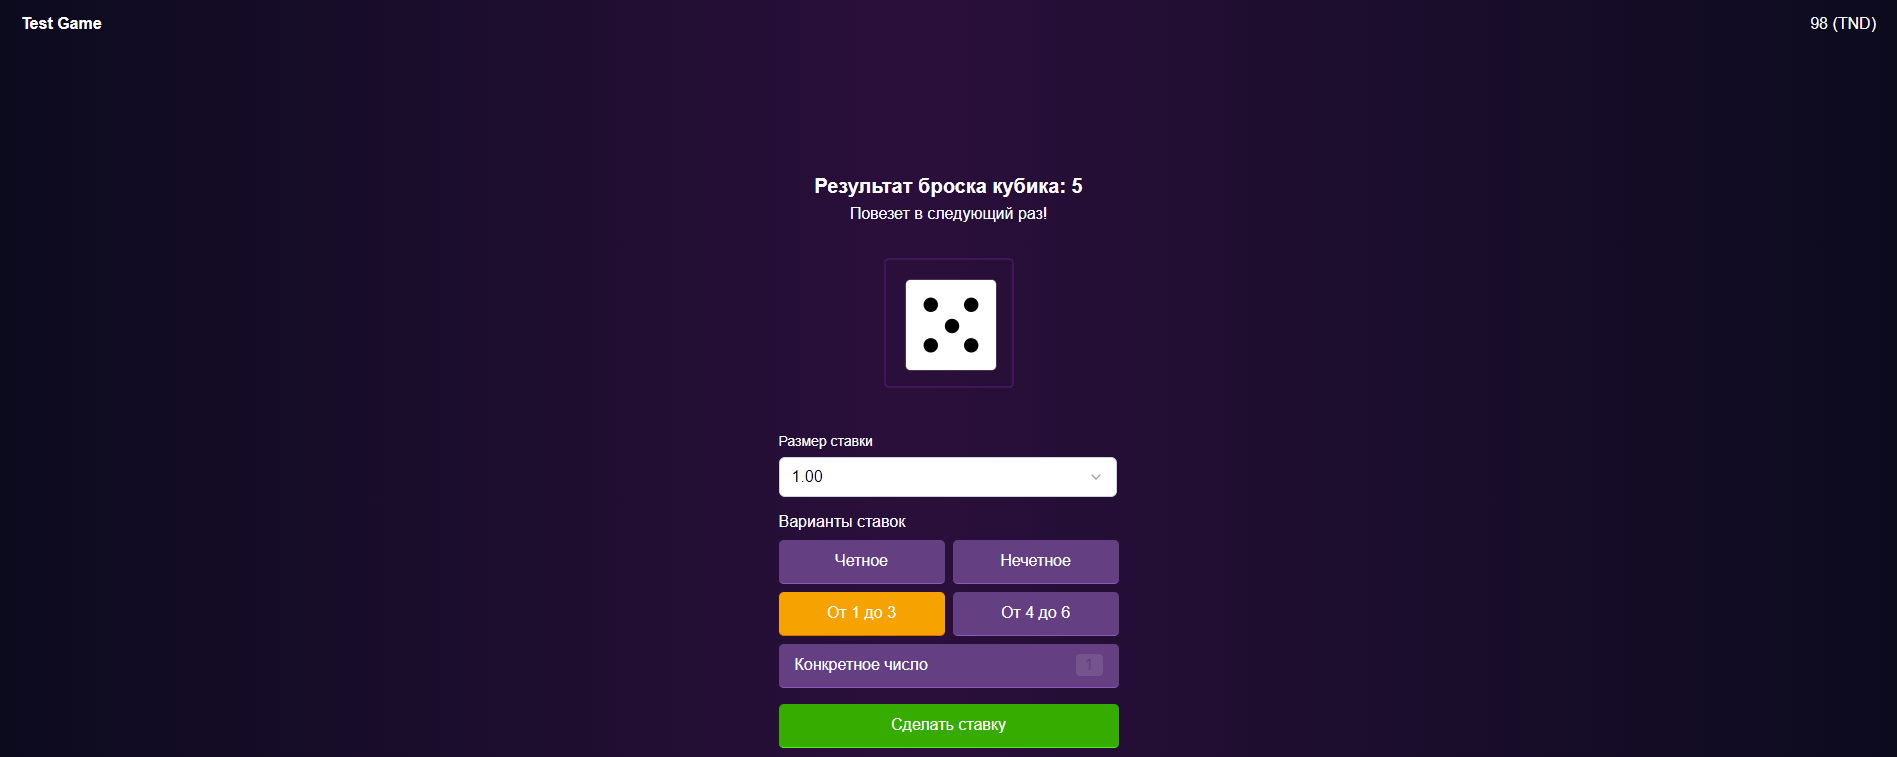 Test Game
98 (TND)
Результат броска кубика: 5
Повезет в следующий раз!
Размер ставки
1.00
Варианты ставок
Четное
Нечетное
От 1 до 3
От 4 до 6
Конкретное число
1
Сделать ставку